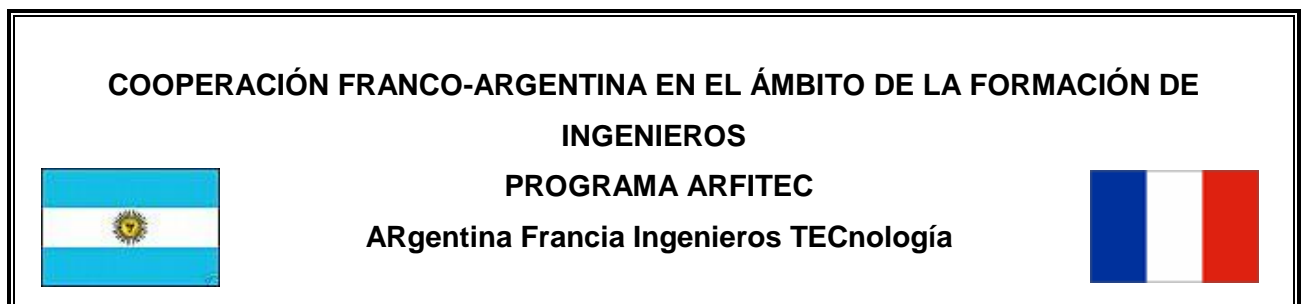 COOPERACIÓN FRANCO-ARGENTINA EN EL ÁMBITO DE LA FORMACIÓN DE
INGENIEROS
PROGRAMA ARFITEC
ARgentina Francia Ingenieros TECnología